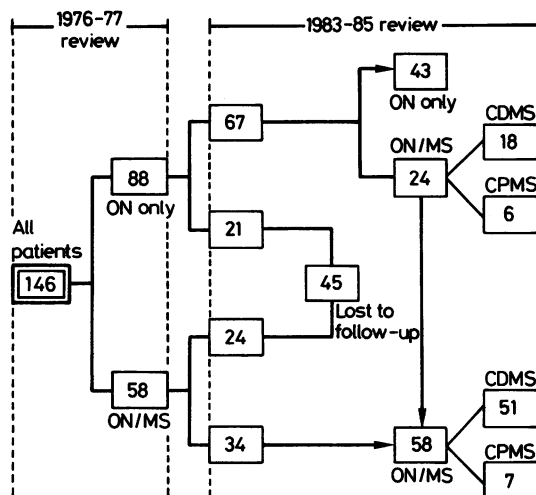 1976-77
review
1983-85 review
All
patients
146
88
ON only
58
ON/MS
67
21
24
34
45
Lost to
follow-up
43
ON only
ON/MS
24
CDMS
18
CPMS
6
58
ON/MS
CDMS
51
CPMS
7